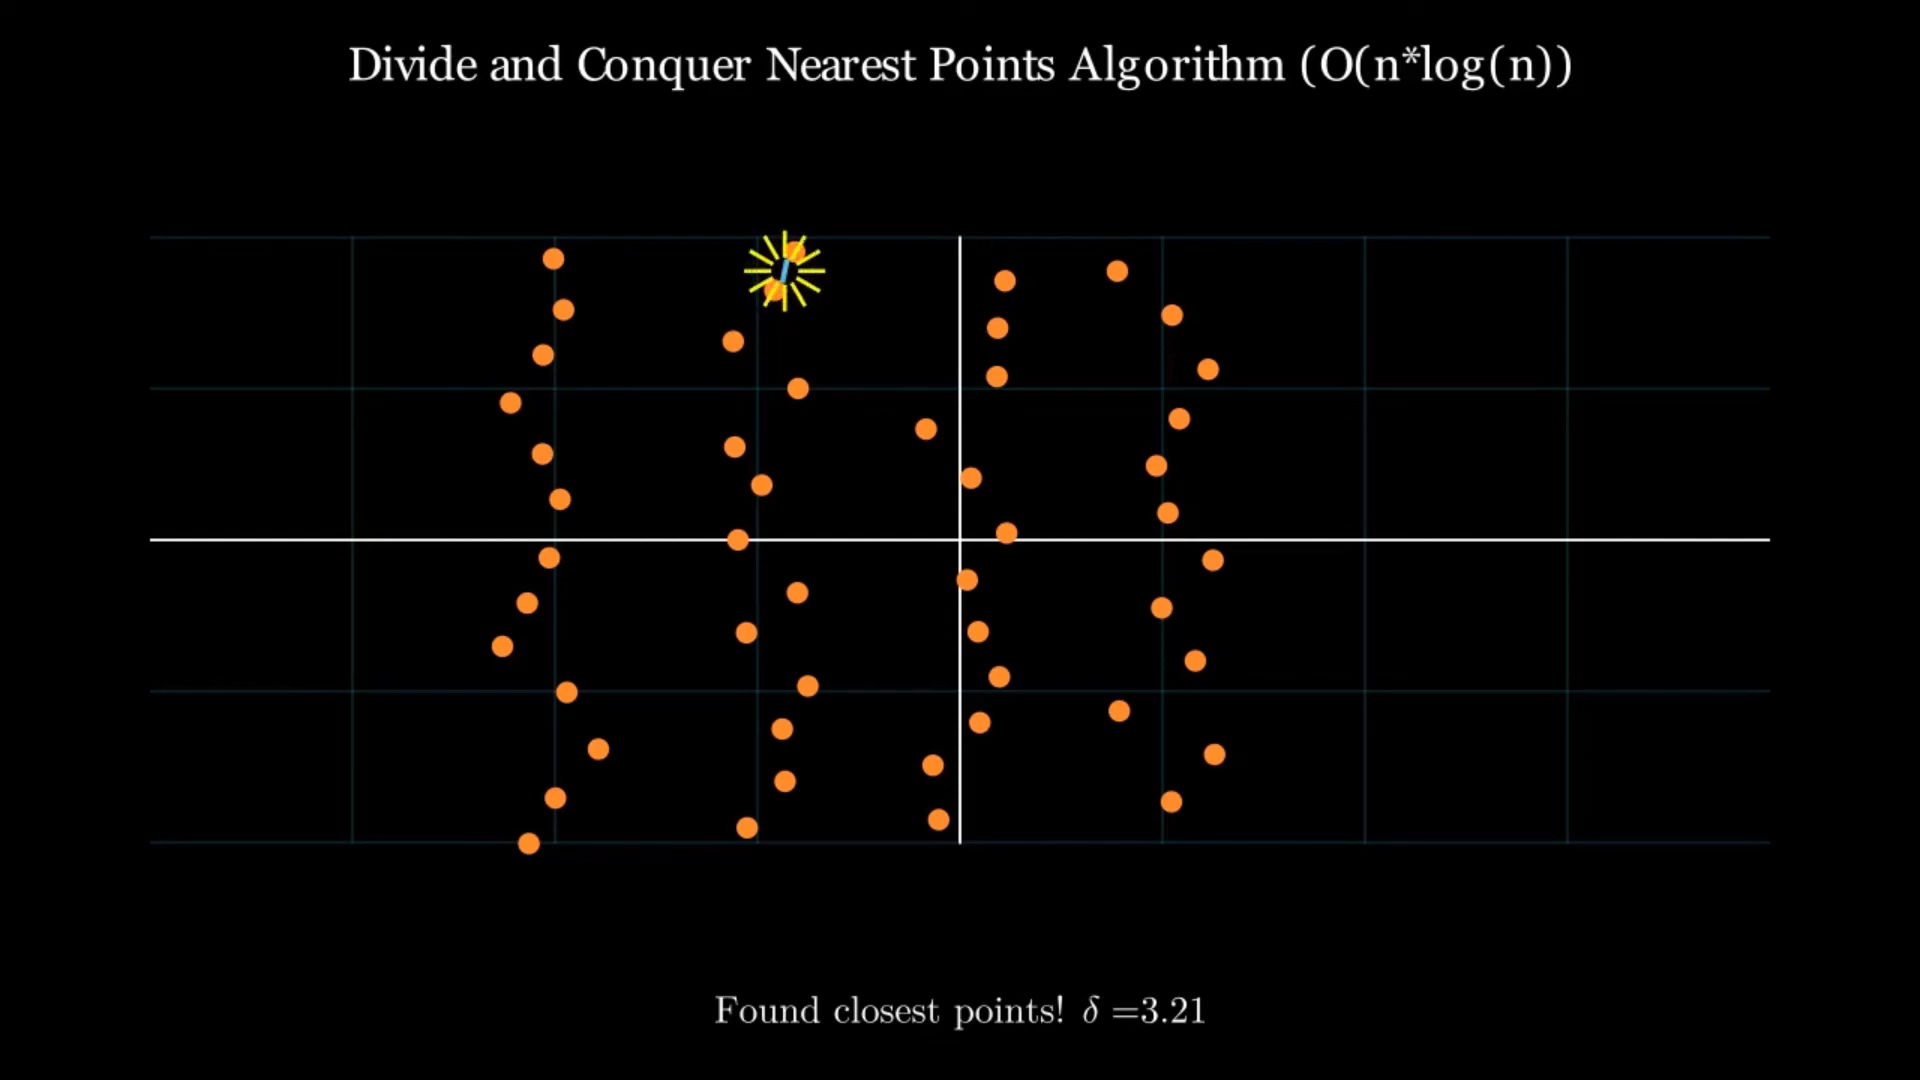 Divide and Conquer Nearest Points Algorithm (O(n*log(n))
Found closest points! δ =3.21